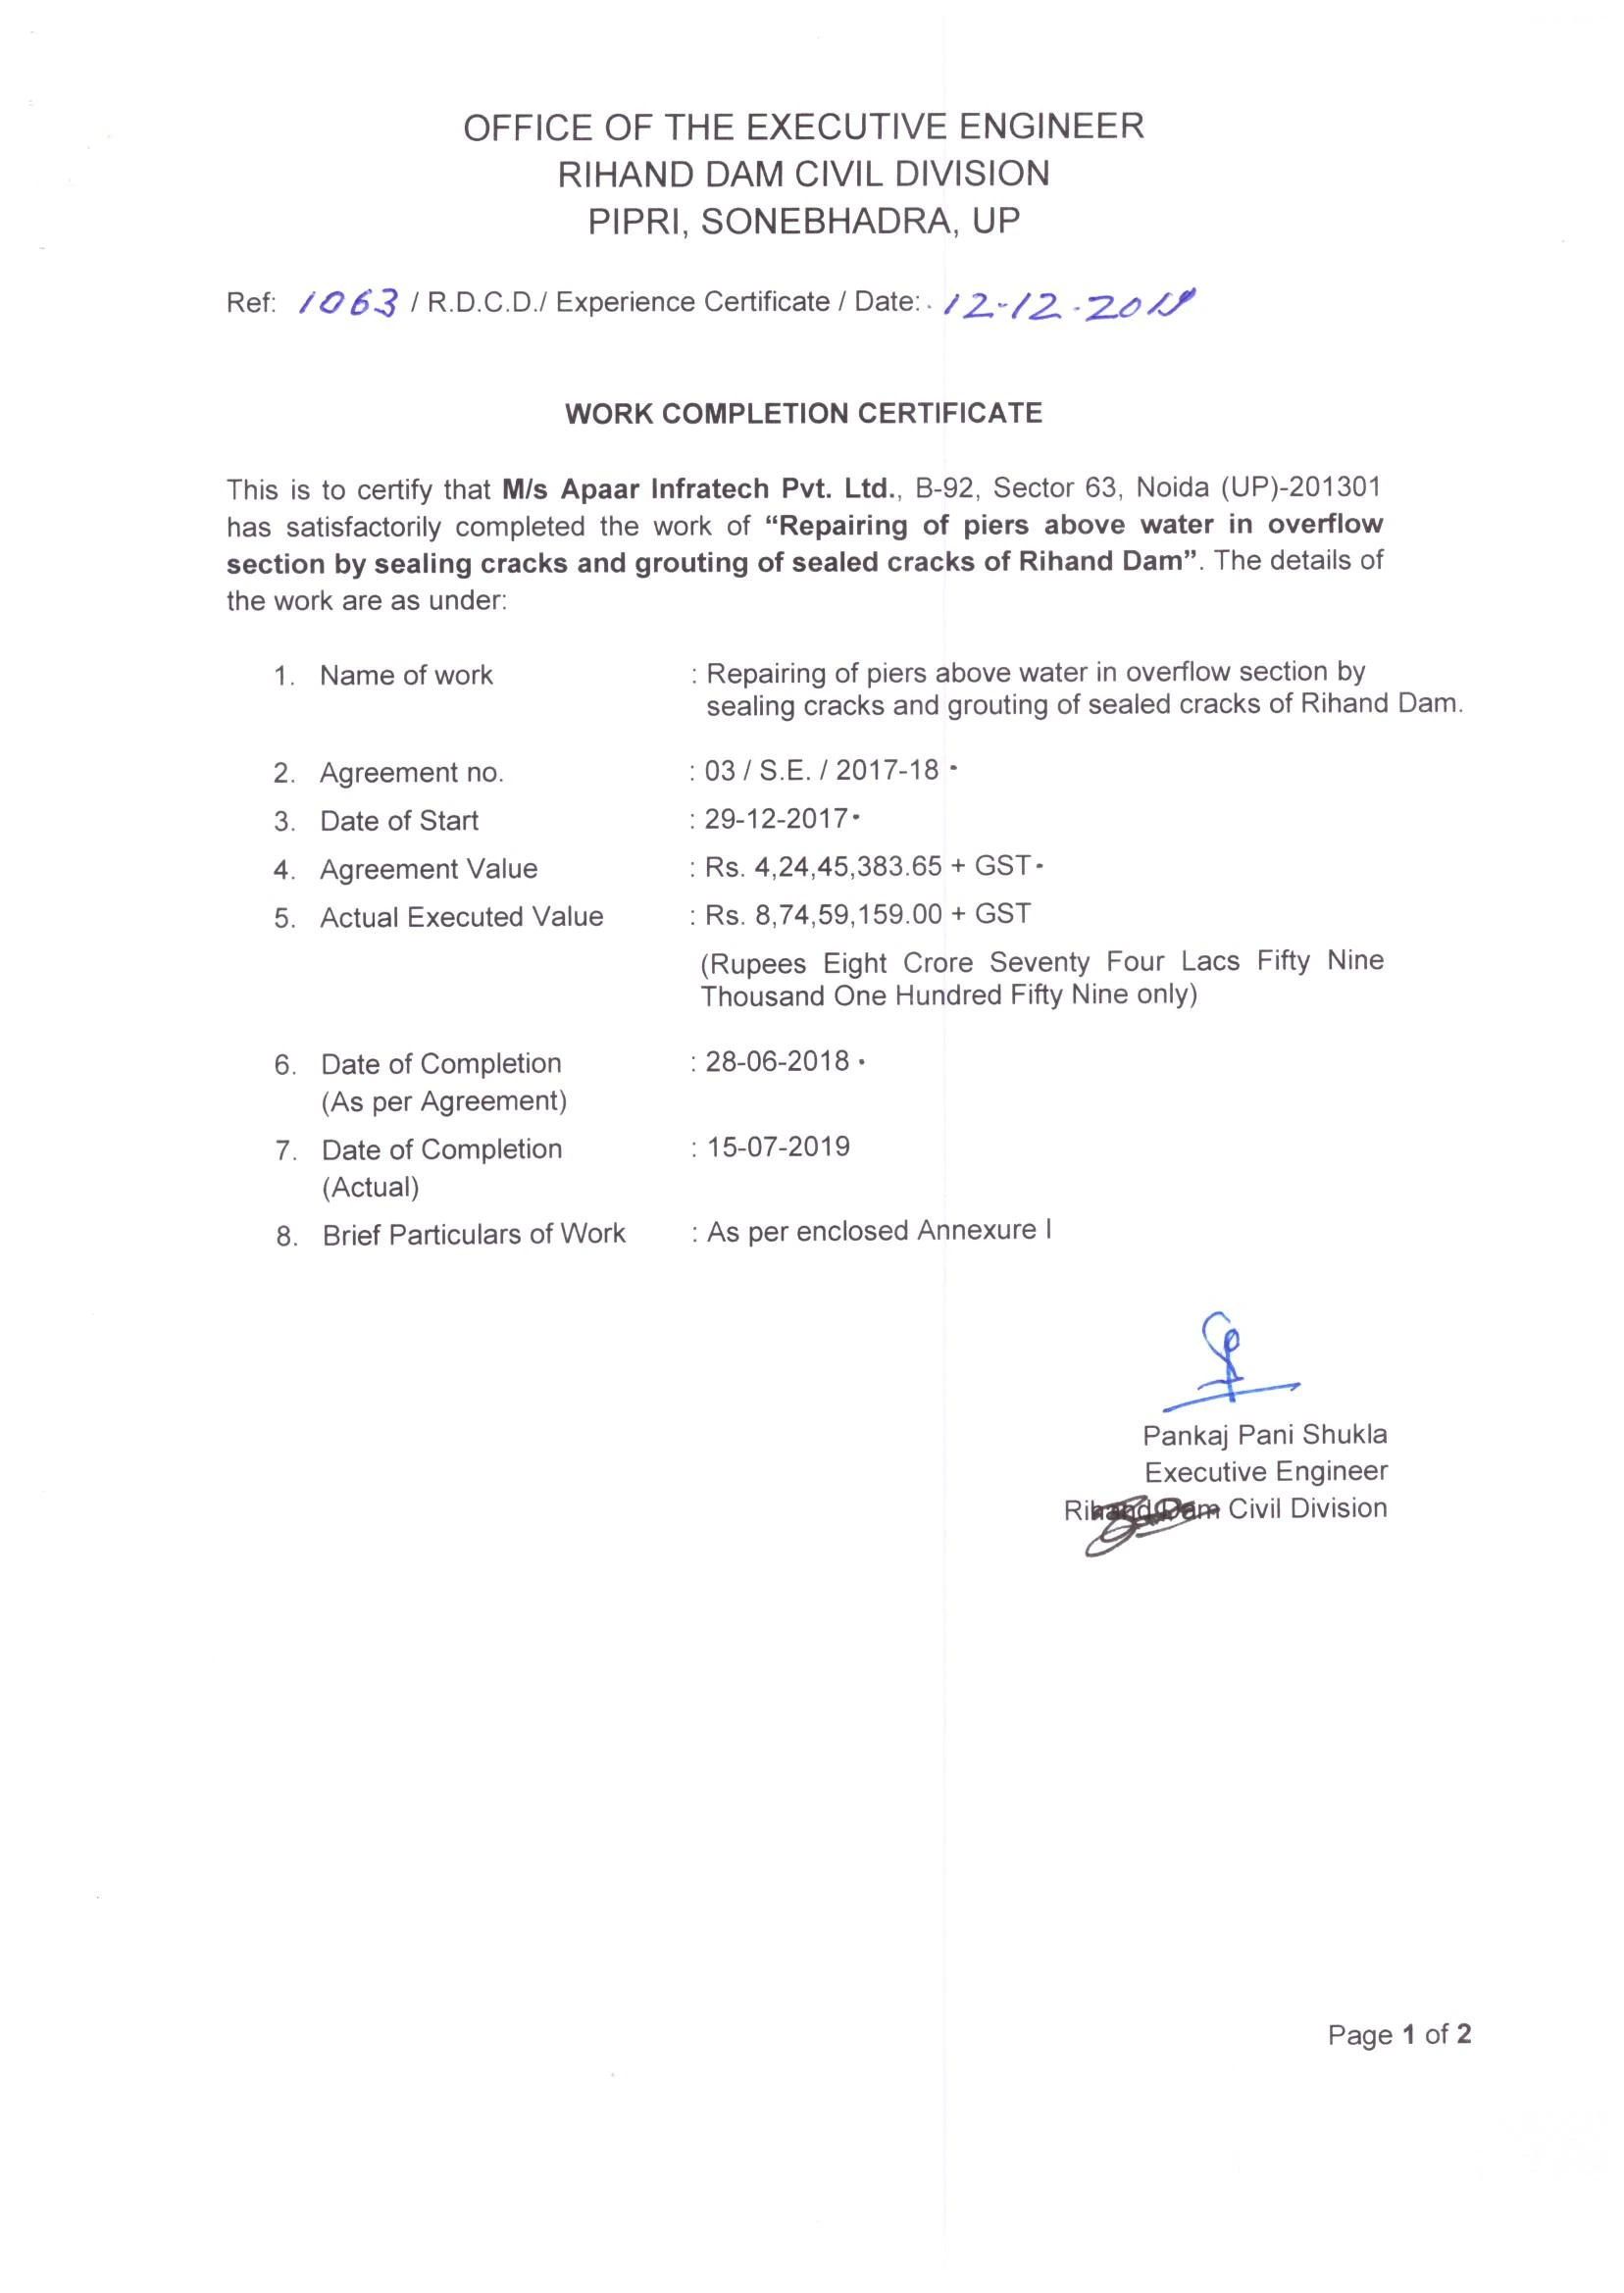 OFFICE OF THE EXECUTIVE ENGINEER
RIHAND DAM CIVIL DIVISION
PIPRI, SONEBHADRA, UP
Ref: 1063 / R.D.C.D./ Experience Certificate / Date: 12-12-2019
WORK COMPLETION CERTIFICATE
This is to certify that M/s Apaar Infratech Pvt. Ltd., B-92, Sector 63, Noida (UP)-201301
has satisfactorily completed the work of “Repairing of piers above water in overflow
section by sealing cracks and grouting of sealed cracks of Rihand Dam”. The details of
the work are as under:
1. Name of work : Repairing of piers above water in overflow section by
sealing cracks and grouting of sealed cracks of Rihand Dam.
2. Agreement no. : 03 / S.E. / 2017-18
3. Date of Start : 29-12-2017
4. Agreement Value : Rs. 4,24,45,383.65 + GST
5. Actual Executed Value : Rs. 8,74,59,159.00 + GST
(Rupees Eight Crore Seventy Four Lacs Fifty Nine
Thousand One Hundred Fifty Nine only)
6. Date of Completion : 28-06-2018
(As per Agreement)
7. Date of Completion : 15-07-2019
(Actual)
8. Brief Particulars of Work : As per enclosed Annexure I
Pankaj Pani Shukla
Executive Engineer
Rihand Dam Civil Division
Page 1 of 2